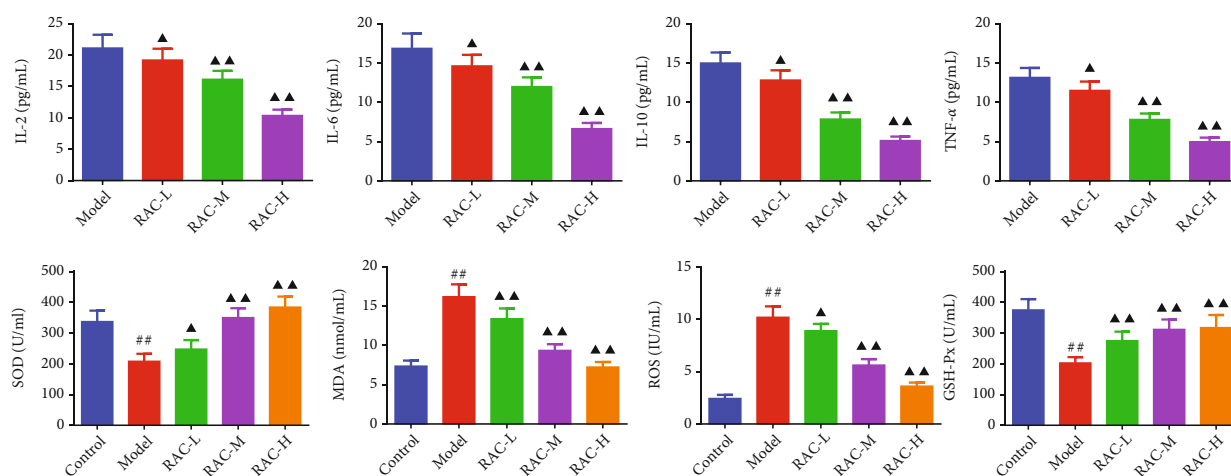 IL-2 (pg/mL)
25
20
15
10
5
0
▲
▲▲
▲▲
Model
RAC-L
RAC-M
RAC-H
IL-6 (pg/mL)
20
15
10
5
0
▲
▲▲
▲▲
Model
RAC-L
RAC-M
RAC-H
IL-10 (pg/mL)
20
15
10
5
0
▲
▲▲
▲▲
Model
RAC-L
RAC-M
RAC-H
TNF-α (pg/mL)
20
15
10
5
0
▲
▲▲
▲▲
Model
RAC-L
RAC-M
RAC-H
SOD (U/ml)
500
400
300
200
100
0
##
▲
▲▲
▲▲
Control
Model
RAC-L
RAC-M
RAC-H
MDA (nmol/mL)
20
15
10
5
0
##
▲▲
▲▲
▲▲
Control
Model
RAC-L
RAC-M
RAC-H
ROS (IU/mL)
15
10
5
0
##
▲
▲▲
▲▲
Control
Model
RAC-L
RAC-M
RAC-H
GSH-Px (U/mL)
500
400
300
200
100
0
##
▲▲
▲▲
▲▲
Control
Model
RAC-L
RAC-M
RAC-H